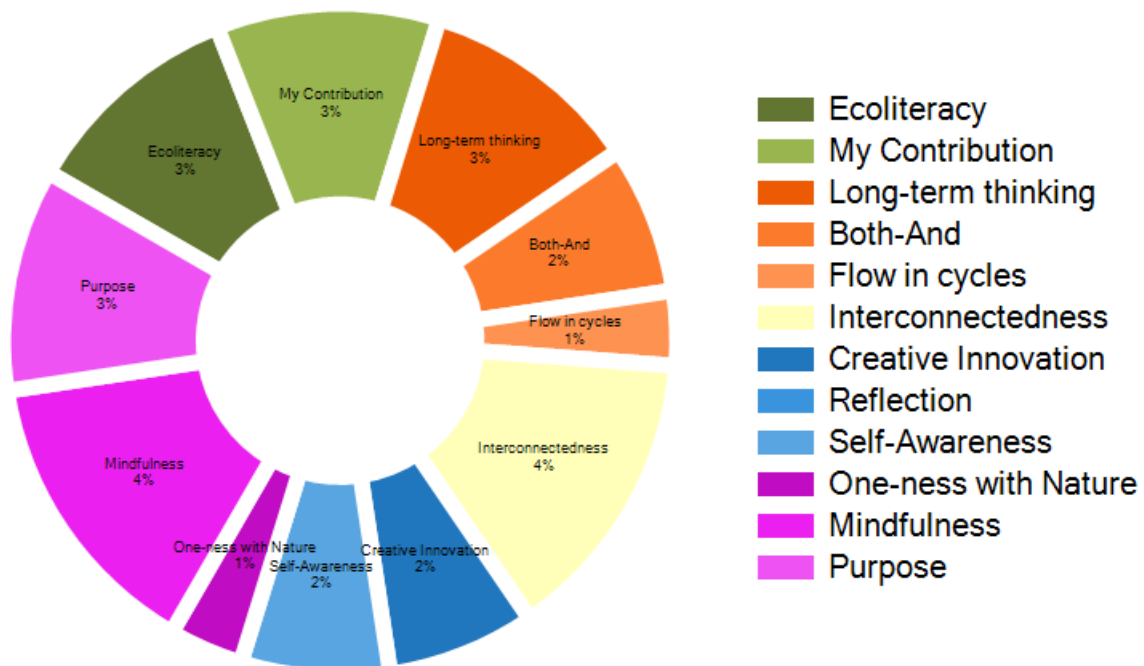 My Contribution
3%
Long-term thinking
3%
Ecoliteracy
3%
Both-And
2%
Purpose
3%
Flow in cycles
1%
Interconnectedness
4%
Mindfulness
4%
One-ness with Nature
1%
Self-Awareness
2%
Creative Innovation
2%
Ecoliteracy
My Contribution
Long-term thinking
Both-And
Flow in cycles
Interconnectedness
Creative Innovation
Reflection
Self-Awareness
One-ness with Nature
Mindfulness
Purpose